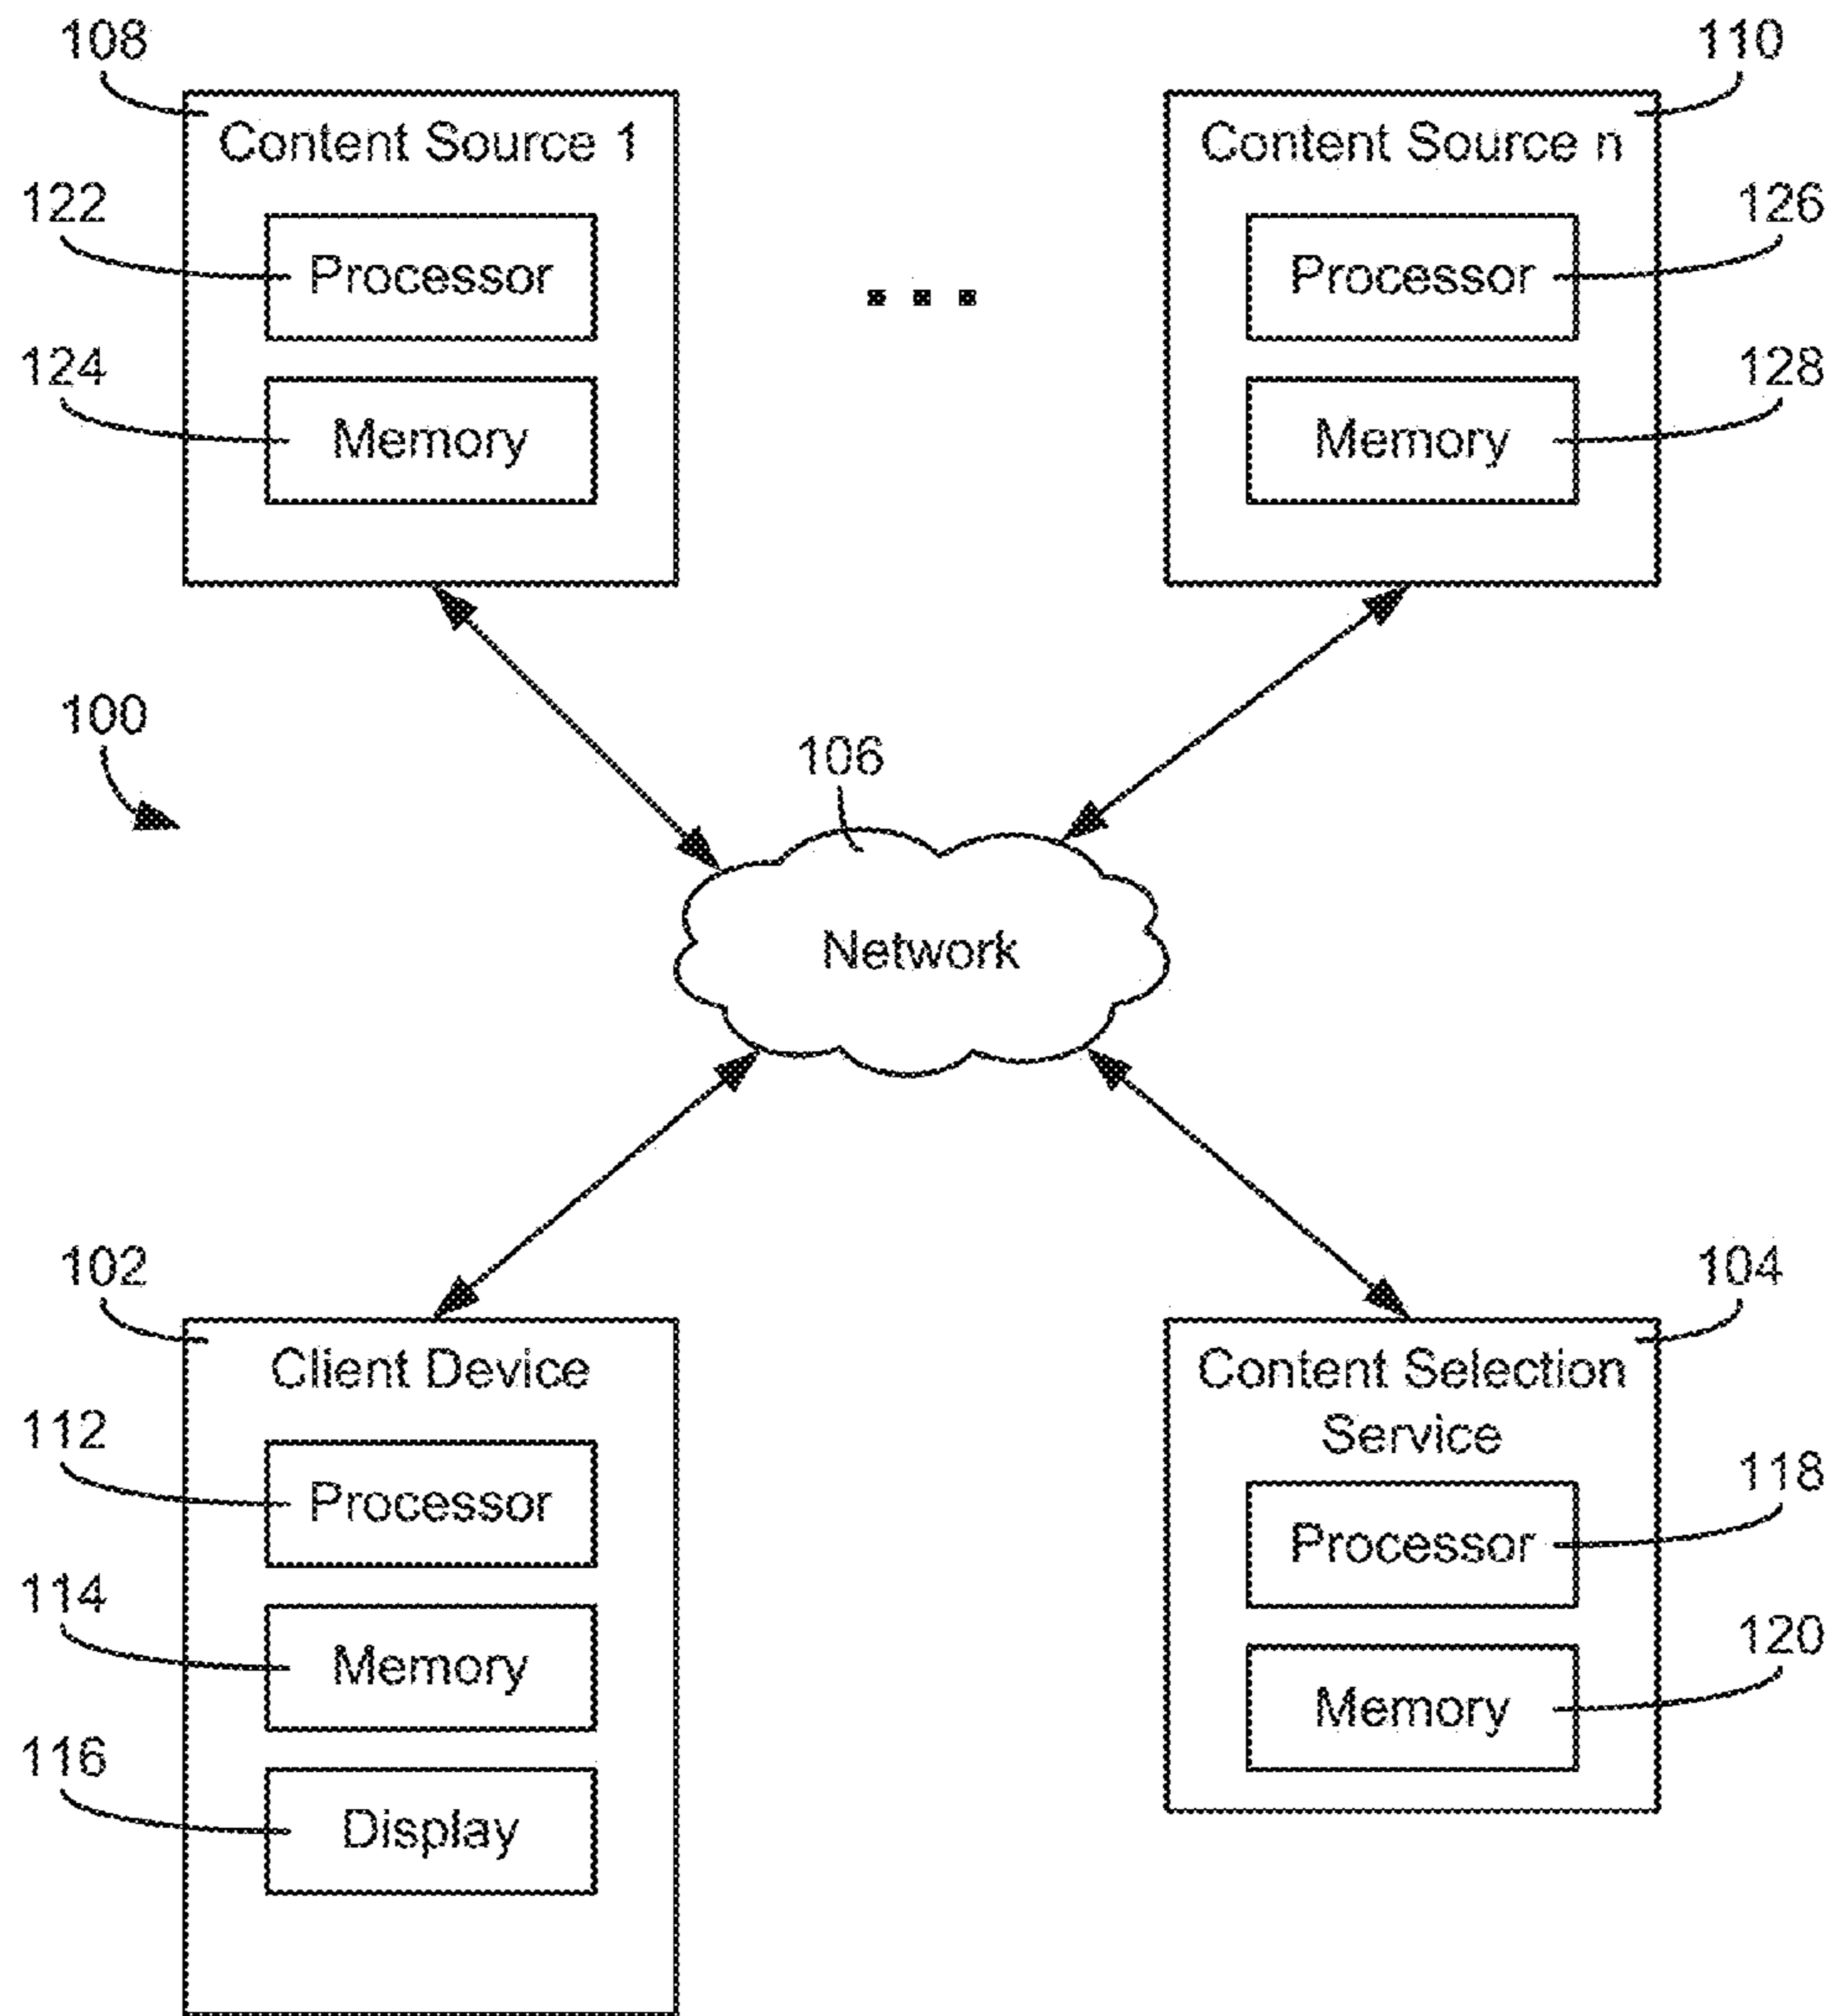 108
110
Content Source 1
Content Source n
122
Processor
Processor
126
124
Memory
Memory
128
100
106
Network
102
104
Client Device
Content Selection
Service
112
Processor
118
Processor
114
Memory
120
Memory
116
Display